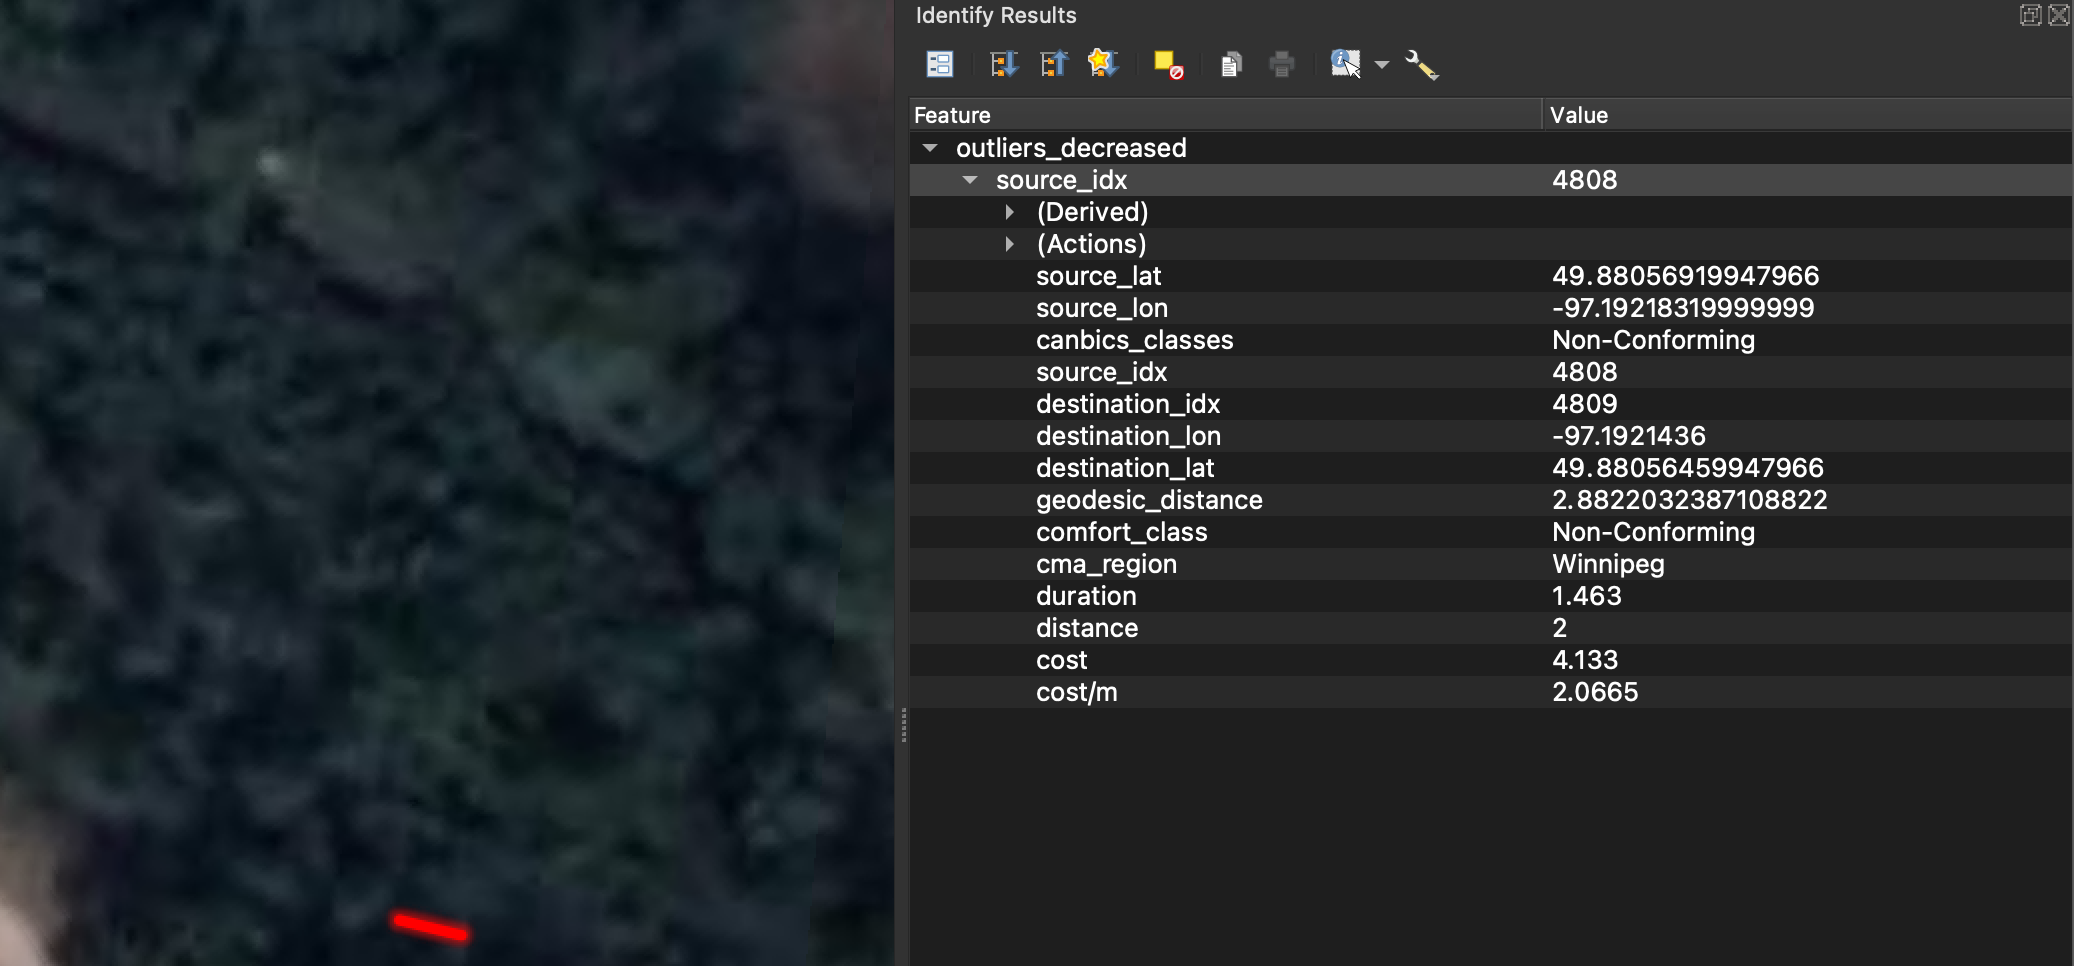 Identify Results
Feature Value
outliers_decreased
source_idx 4808
(Derived)
(Actions)
source_lat 49.88056919947966
source_lon -97.19218319999999
canbics_classes Non-Conforming
source_idx 4808
destination_idx 4809
destination_lon -97.1921436
destination_lat 49.88056459947966
geodesic_distance 2.8822032387108822
comfort_class Non-Conforming
cma_region Winnipeg
duration 1.463
distance 2
cost 4.133
cost/m 2.0665